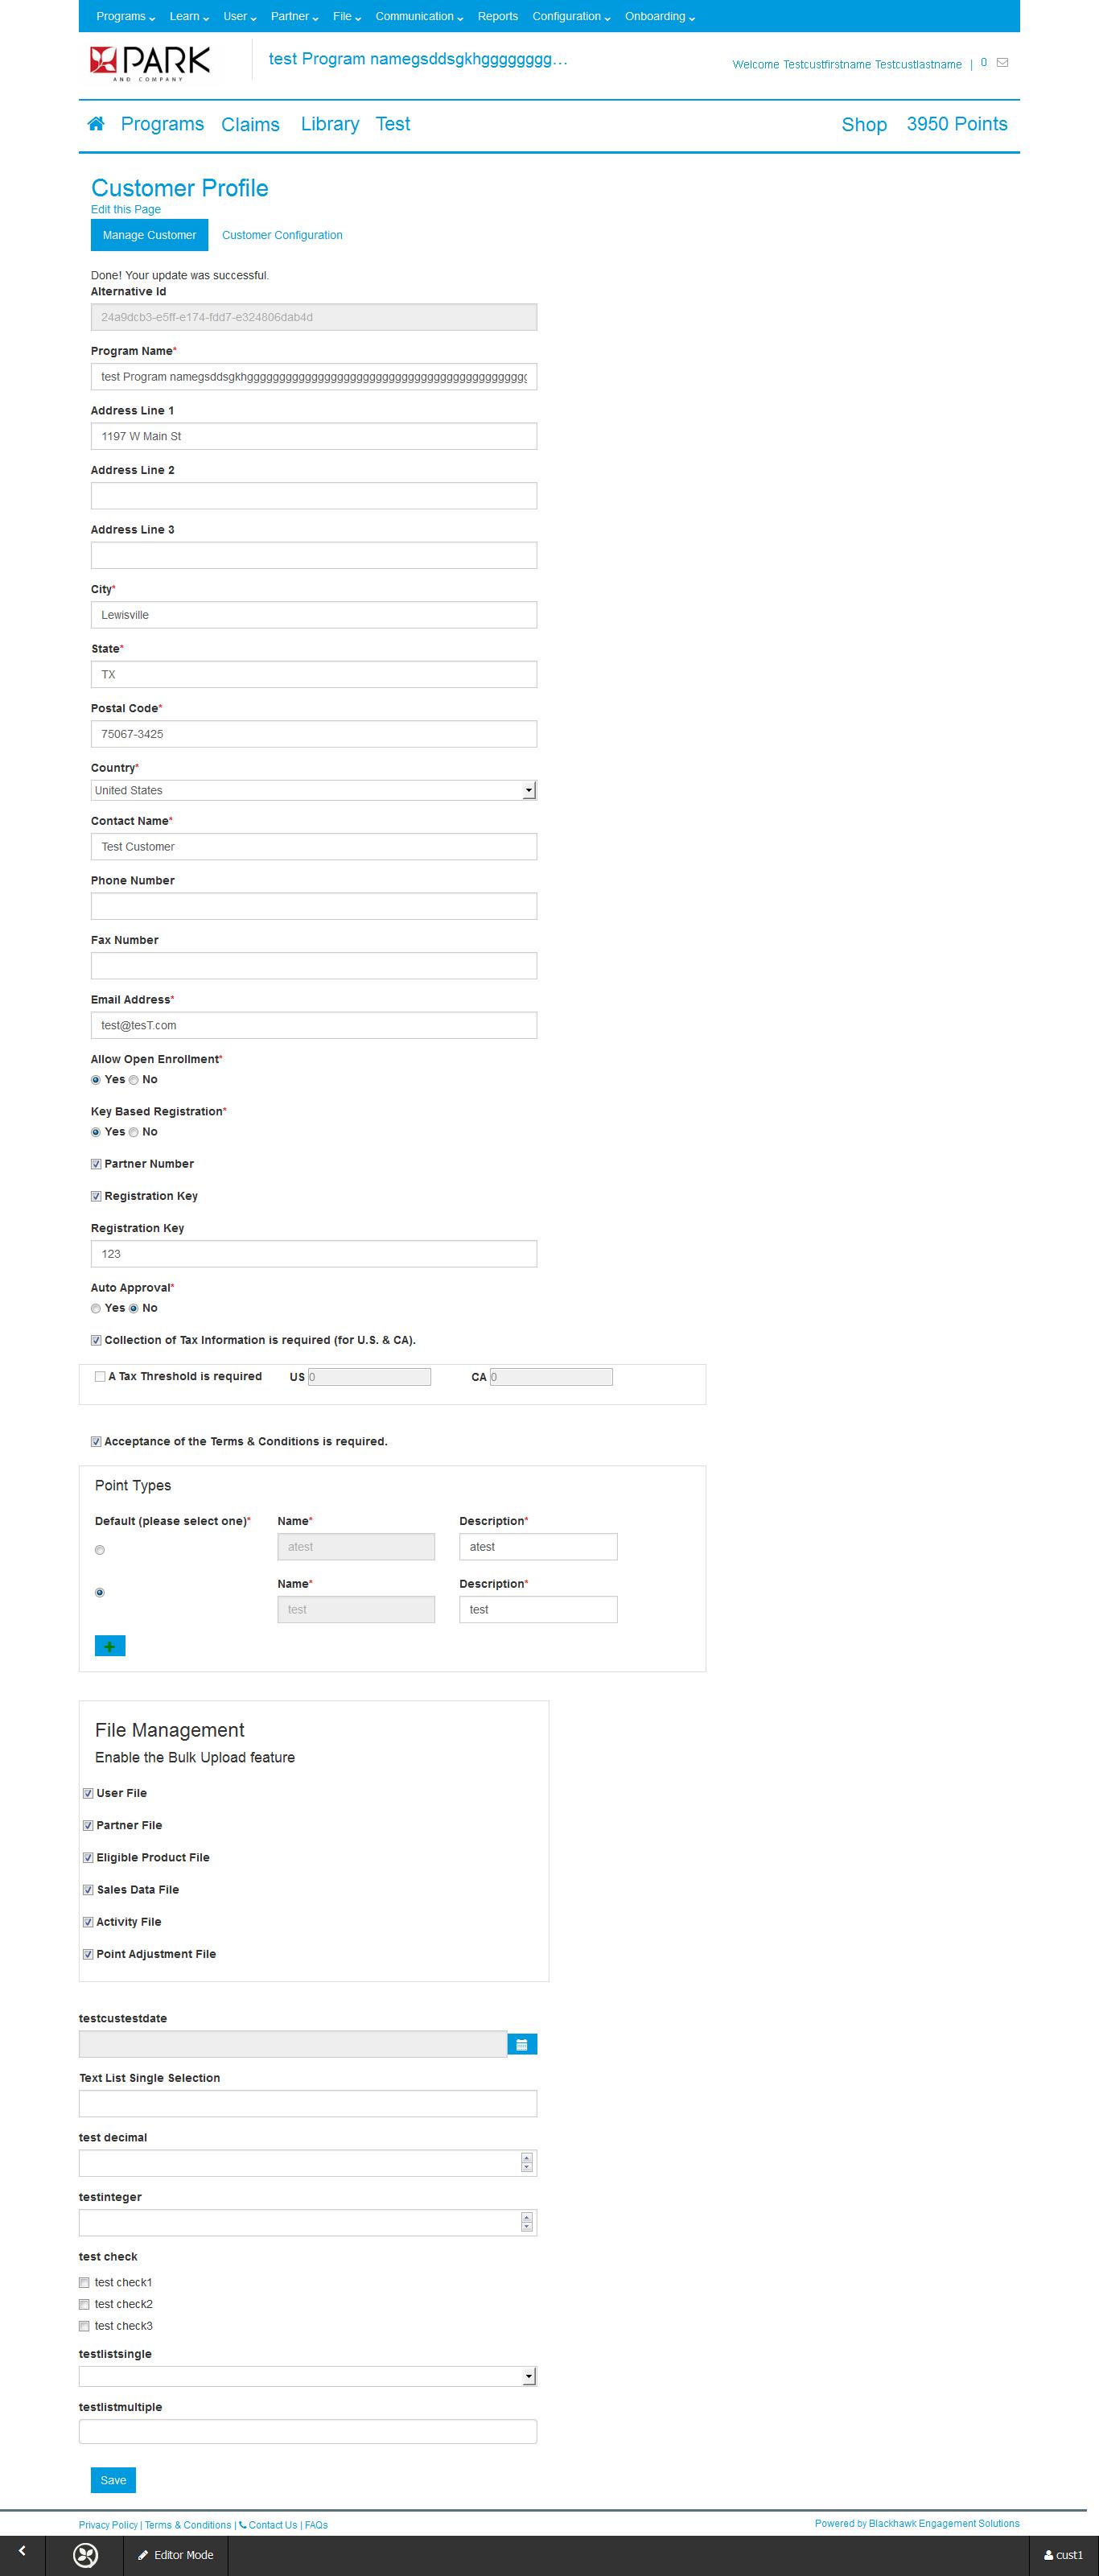 Programs Learn User Partner File Communication Reports Configuration Onboarding
PARK
AND COMPANY
test Program namegsddsgkhgggggggg…
Welcome Testcustfirstname Testcustlastname | 0
Programs Claims Library Test Shop 3950 Points
Customer Profile
Edit this Page
Manage Customer Customer Configuration
Done! Your update was successful.
Alternative Id
24a9dcb3-e5ff-e174-fdd7-e324806dab4d
Program Name*
Address Line 1
1197 W Main St
Address Line 2
Address Line 3
City*
Lewisville
State*
TX
Postal Code*
75067-3425
Country*
United States
Contact Name*
Test Customer
Phone Number
Fax Number
Email Address*
test@tesT.com
Allow Open Enrollment*
Yes No
Key Based Registration*
Yes No
Partner Number
Registration Key
Registration Key
123
Auto Approval*
Yes No
Collection of Tax Information is required (for U.S. & CA).
A Tax Threshold is required US 0 CA 0
Acceptance of the Terms & Conditions is required.
Point Types
Default (please select one)* Name* Description*
atest atest
Name* Description*
test test
File Management
Enable the Bulk Upload feature
User File
Partner File
Eligible Product File
Sales Data File
Activity File
Point Adjustment File
testcustestdate
Text List Single Selection
test decimal
testinteger
test check
test check1
test check2
test check3
testlistsingle
testlistmultiple
Save
Privacy Policy | Terms & Conditions | Contact Us | FAQs
Powered by Blackhawk Engagement Solutions
Editor Mode cust1